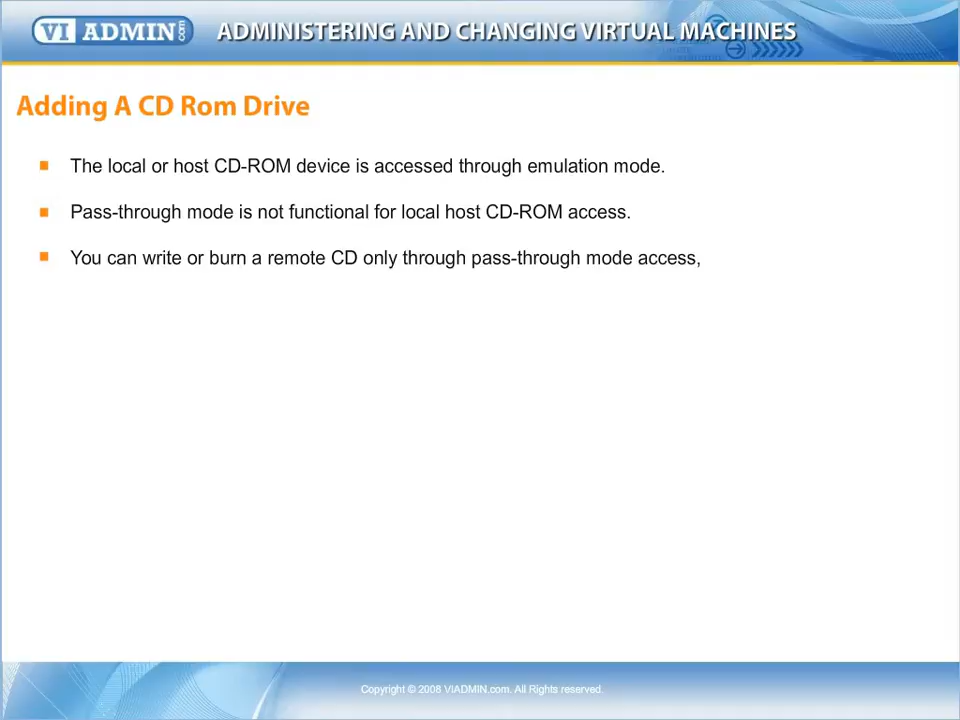 VI ADMIN.com
ADMINISTERING AND CHANGING VIRTUAL MACHINES
Adding A CD Rom Drive
The local or host CD-ROM device is accessed through emulation mode.
Pass-through mode is not functional for local host CD-ROM access.
You can write or burn a remote CD only through pass-through mode access,
Copyright © 2008 VIADMIN.com. All Rights reserved.